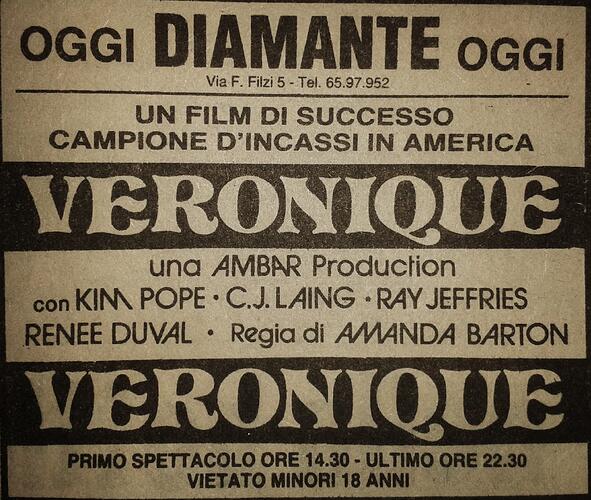 OGGI DIAMANTE OGGI
Via F. Filzi 5 - Tel. 65.97.952
UN FILM DI SUCCESSO
CAMPIONE D'INCASSI IN AMERICA
VERONIQUE
una AMBAR Production
con KIM POPE · C.J. LAING · RAY JEFFRIES
RENEE DUVAL · Regia di AMANDA BARTON
VERONIQUE
PRIMO SPETTACOLO ORE 14.30 - ULTIMO ORE 22.30
VIETATO MINORI 18 ANNI